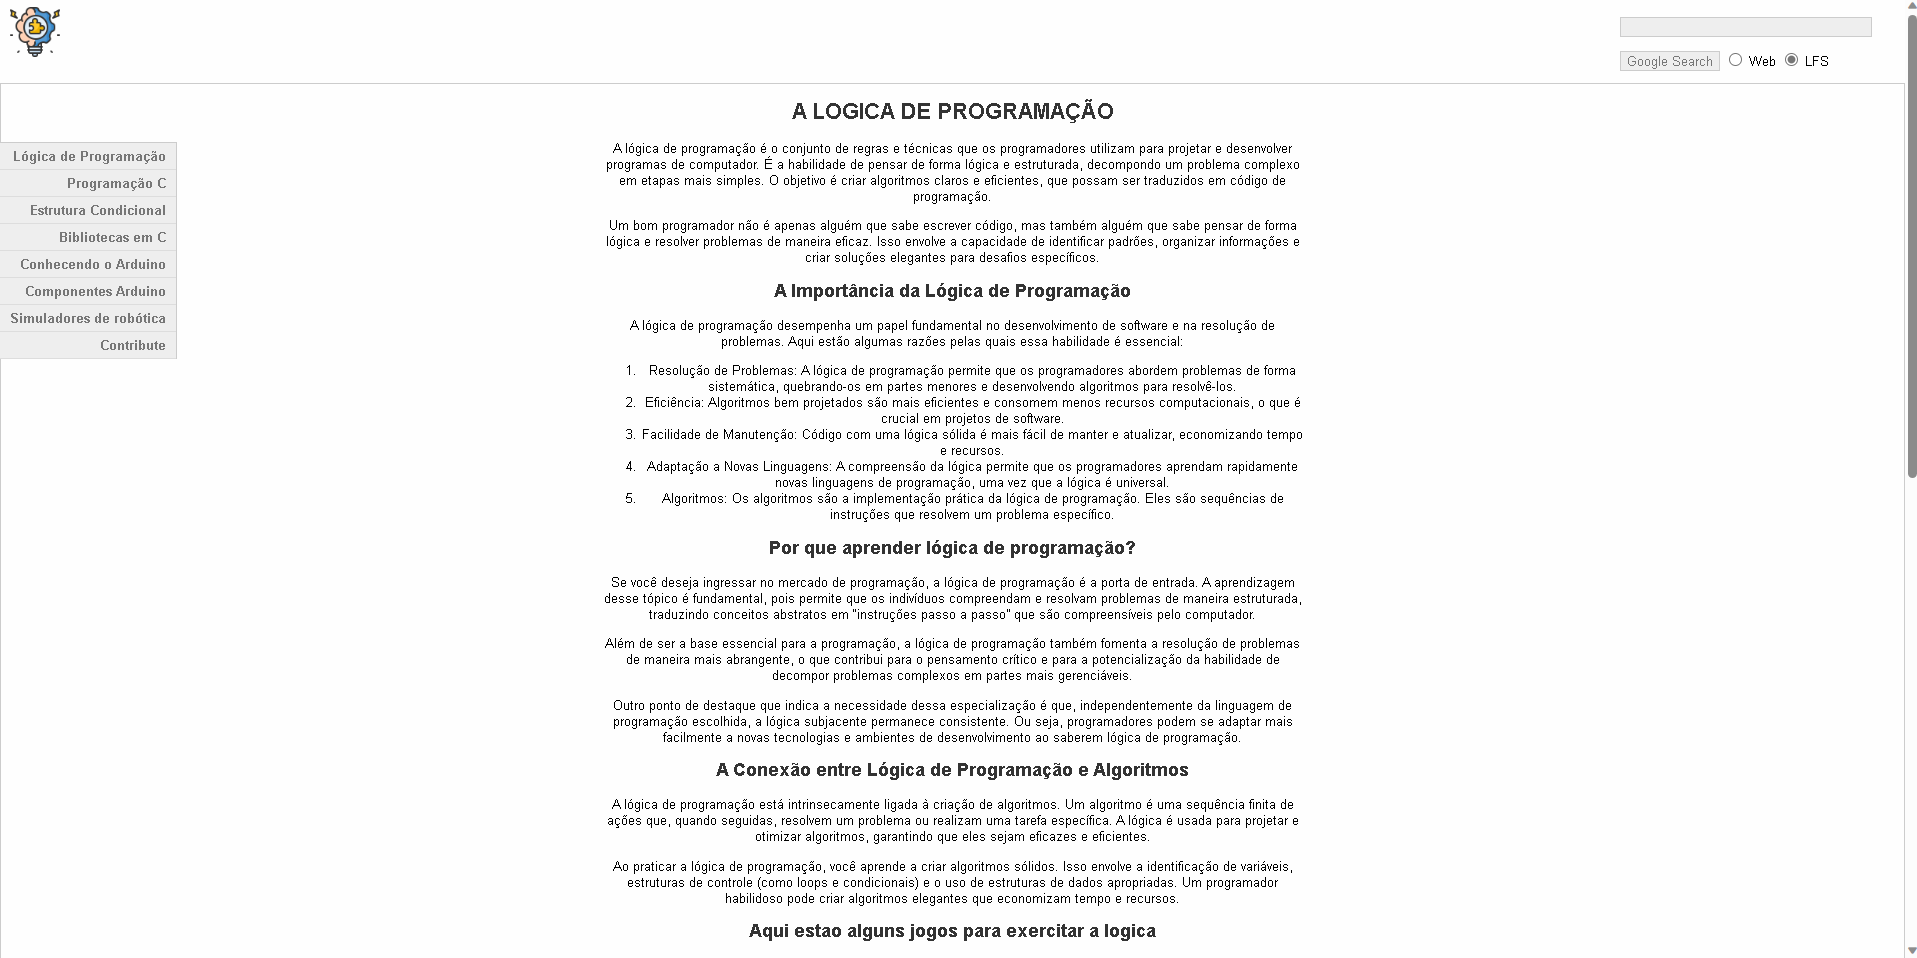 Google Search Web LFS
A LOGICA DE PROGRAMAÇÃO
Lógica de Programação
Programação C
Estrutura Condicional
Bibliotecas em C
Conhecendo o Arduino
Componentes Arduino
Simuladores de robótica
Contribute
A lógica de programação é o conjunto de regras e técnicas que os programadores utilizam para projetar e desenvolver
programas de computador. É a habilidade de pensar de forma lógica e estruturada, decompondo um problema complexo
em etapas mais simples. O objetivo é criar algoritmos claros e eficientes, que possam ser traduzidos em código de
programação.
Um bom programador não é apenas alguém que sabe escrever código, mas também alguém que sabe pensar de forma
lógica e resolver problemas de maneira eficaz. Isso envolve a capacidade de identificar padrões, organizar informações e
criar soluções elegantes para desafios específicos.
A Importância da Lógica de Programação
A lógica de programação desempenha um papel fundamental no desenvolvimento de software e na resolução de
problemas. Aqui estão algumas razões pelas quais essa habilidade é essencial:
1. Resolução de Problemas: A lógica de programação permite que os programadores abordem problemas de forma
sistemática, quebrando-os em partes menores e desenvolvendo algoritmos para resolvê-los.
2. Eficiência: Algoritmos bem projetados são mais eficientes e consomem menos recursos computacionais, o que é
crucial em projetos de software.
3. Facilidade de Manutenção: Código com uma lógica sólida é mais fácil de manter e atualizar, economizando tempo
e recursos.
4. Adaptação a Novas Linguagens: A compreensão da lógica permite que os programadores aprendam rapidamente
novas linguagens de programação, uma vez que a lógica é universal.
5. Algoritmos: Os algoritmos são a implementação prática da lógica de programação. Eles são sequências de
instruções que resolvem um problema específico.
Por que aprender lógica de programação?
Se você deseja ingressar no mercado de programação, a lógica de programação é a porta de entrada. A aprendizagem
desse tópico é fundamental, pois permite que os indivíduos compreendam e resolvam problemas de maneira estruturada,
traduzindo conceitos abstratos em "instruções passo a passo" que são compreensíveis pelo computador.
Além de ser a base essencial para a programação, a lógica de programação também fomenta a resolução de problemas
de maneira mais abrangente, o que contribui para o pensamento crítico e para a potencialização da habilidade de
decompor problemas complexos em partes mais gerenciáveis.
Outro ponto de destaque que indica a necessidade dessa especialização é que, independentemente da linguagem de
programação escolhida, a lógica subjacente permanece consistente. Ou seja, programadores podem se adaptar mais
facilmente a novas tecnologias e ambientes de desenvolvimento ao saberem lógica de programação.
A Conexão entre Lógica de Programação e Algoritmos
A lógica de programação está intrinsecamente ligada à criação de algoritmos. Um algoritmo é uma sequência finita de
ações que, quando seguidas, resolvem um problema ou realizam uma tarefa específica. A lógica é usada para projetar e
otimizar algoritmos, garantindo que eles sejam eficazes e eficientes.
Ao praticar a lógica de programação, você aprende a criar algoritmos sólidos. Isso envolve a identificação de variáveis,
estruturas de controle (como loops e condicionais) e o uso de estruturas de dados apropriadas. Um programador
habilidoso pode criar algoritmos elegantes que economizam tempo e recursos.
Aqui estao alguns jogos para exercitar a logica